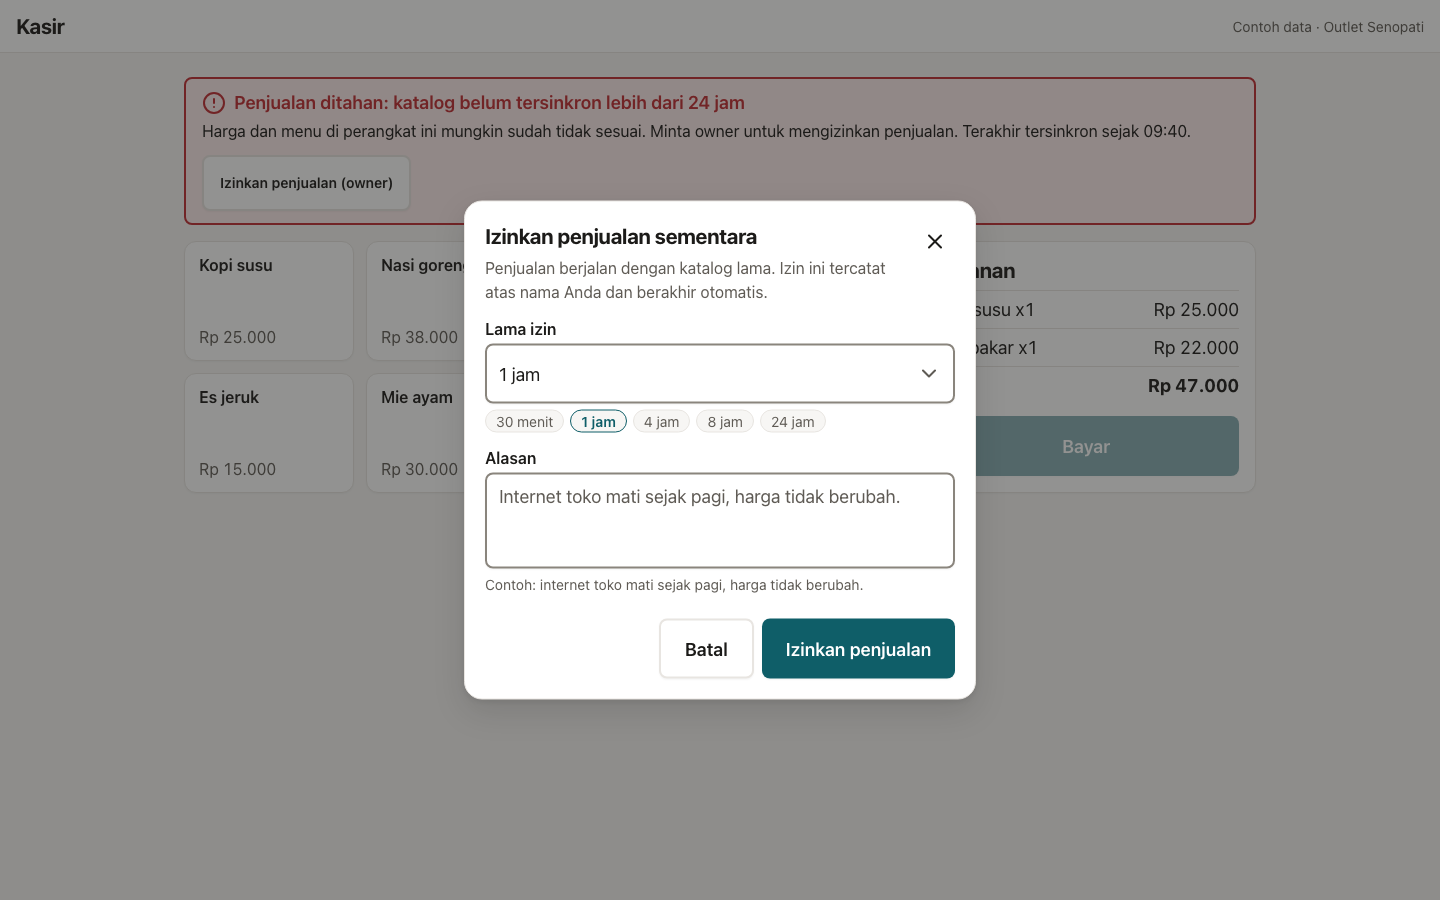 Kasir
Contoh data · Outlet Senopati
Penjualan ditahan: katalog belum tersinkron lebih dari 24 jam
Harga dan menu di perangkat ini mungkin sudah tidak sesuai. Minta owner untuk mengizinkan penjualan. Terakhir tersinkron sejak 09:40.
Izinkan penjualan (owner)
Kopi susu
Rp 25.000
Nasi goreng
Rp 38.000
Es jeruk
Rp 15.000
Mie ayam
Rp 30.000
Izinkan penjualan sementara
Penjualan berjalan dengan katalog lama. Izin ini tercatat
atas nama Anda dan berakhir otomatis.
Lama izin
1 jam
30 menit 1 jam 4 jam 8 jam 24 jam
Alasan
Internet toko mati sejak pagi, harga tidak berubah.
Contoh: internet toko mati sejak pagi, harga tidak berubah.
Batal
Izinkan penjualan
susu x1 Rp 25.000
x1 Rp 22.000
Rp 47.000
Bayar